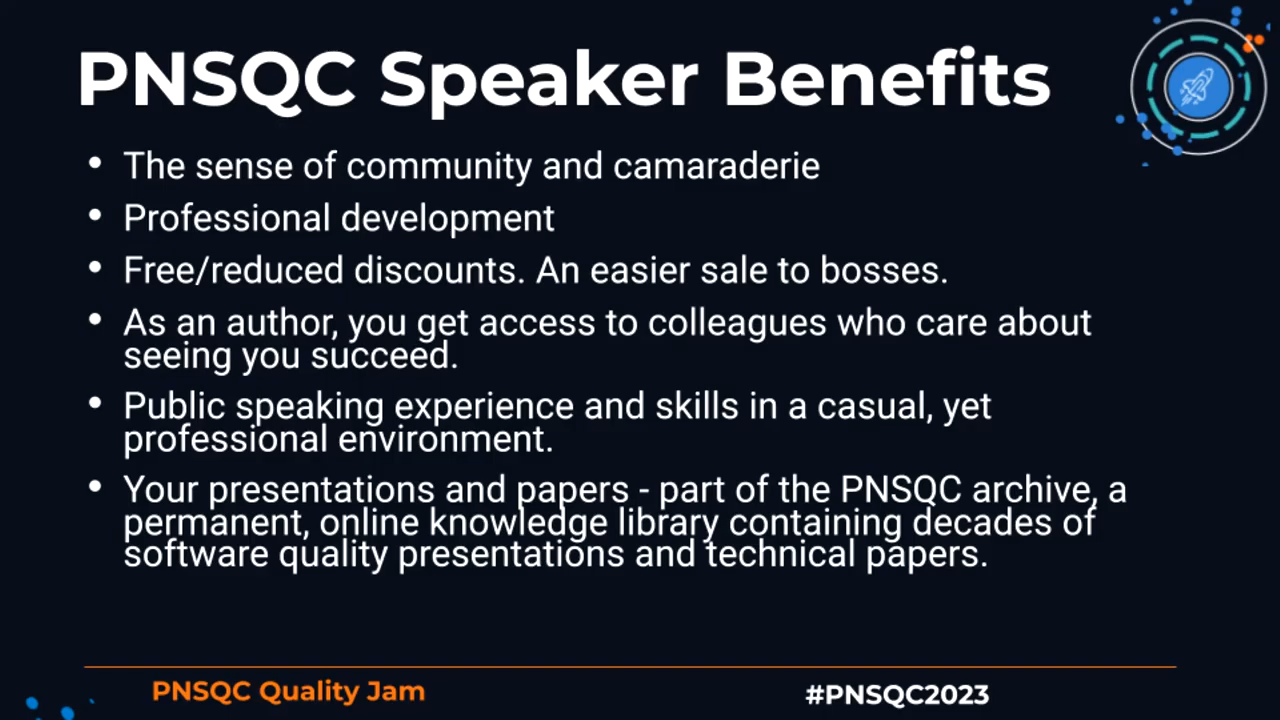 PNSQC Speaker Benefits
• The sense of community and camaraderie
• Professional development
• Free/reduced discounts. An easier sale to bosses.
• As an author, you get access to colleagues who care about
seeing you succeed.
• Public speaking experience and skills in a casual, yet
professional environment.
• Your presentations and papers - part of the PNSQC archive, a
permanent, online knowledge library containing decades of
software quality presentations and technical papers.
PNSQC Quality Jam
#PNSQC2023